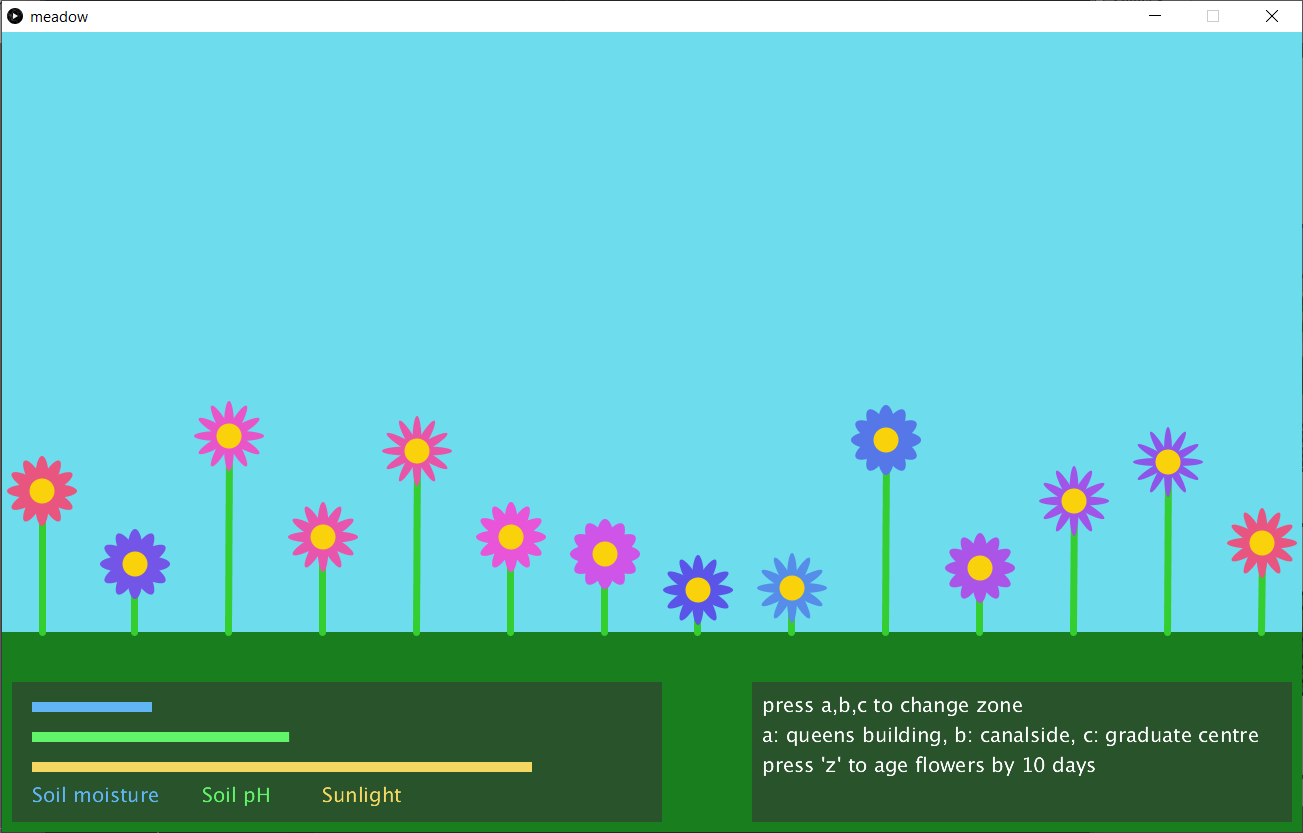 meadow
Soil moisture Soil pH Sunlight
press a,b,c to change zone
a: queens building, b: canalside, c: graduate centre
press 'z' to age flowers by 10 days